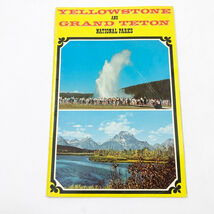 YELLOWSTONE
AND
GRAND TETON
NATIONAL PARKS